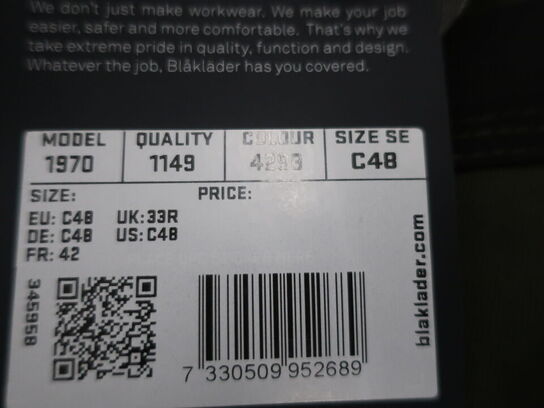 We don't just make workwear. We make your job
easier, safer and more comfortable. That's why we
take extreme pride in quality, function and design.
Whatever the job, Blåkläder has you covered.
MODEL QUALITY COLOUR SIZE SE
1970 1149 C48
SIZE: PRICE:
EU: C48 UK:33R
DE: C48 US: C48
FR: 42
345958
7 330509 952689
blaklader.com